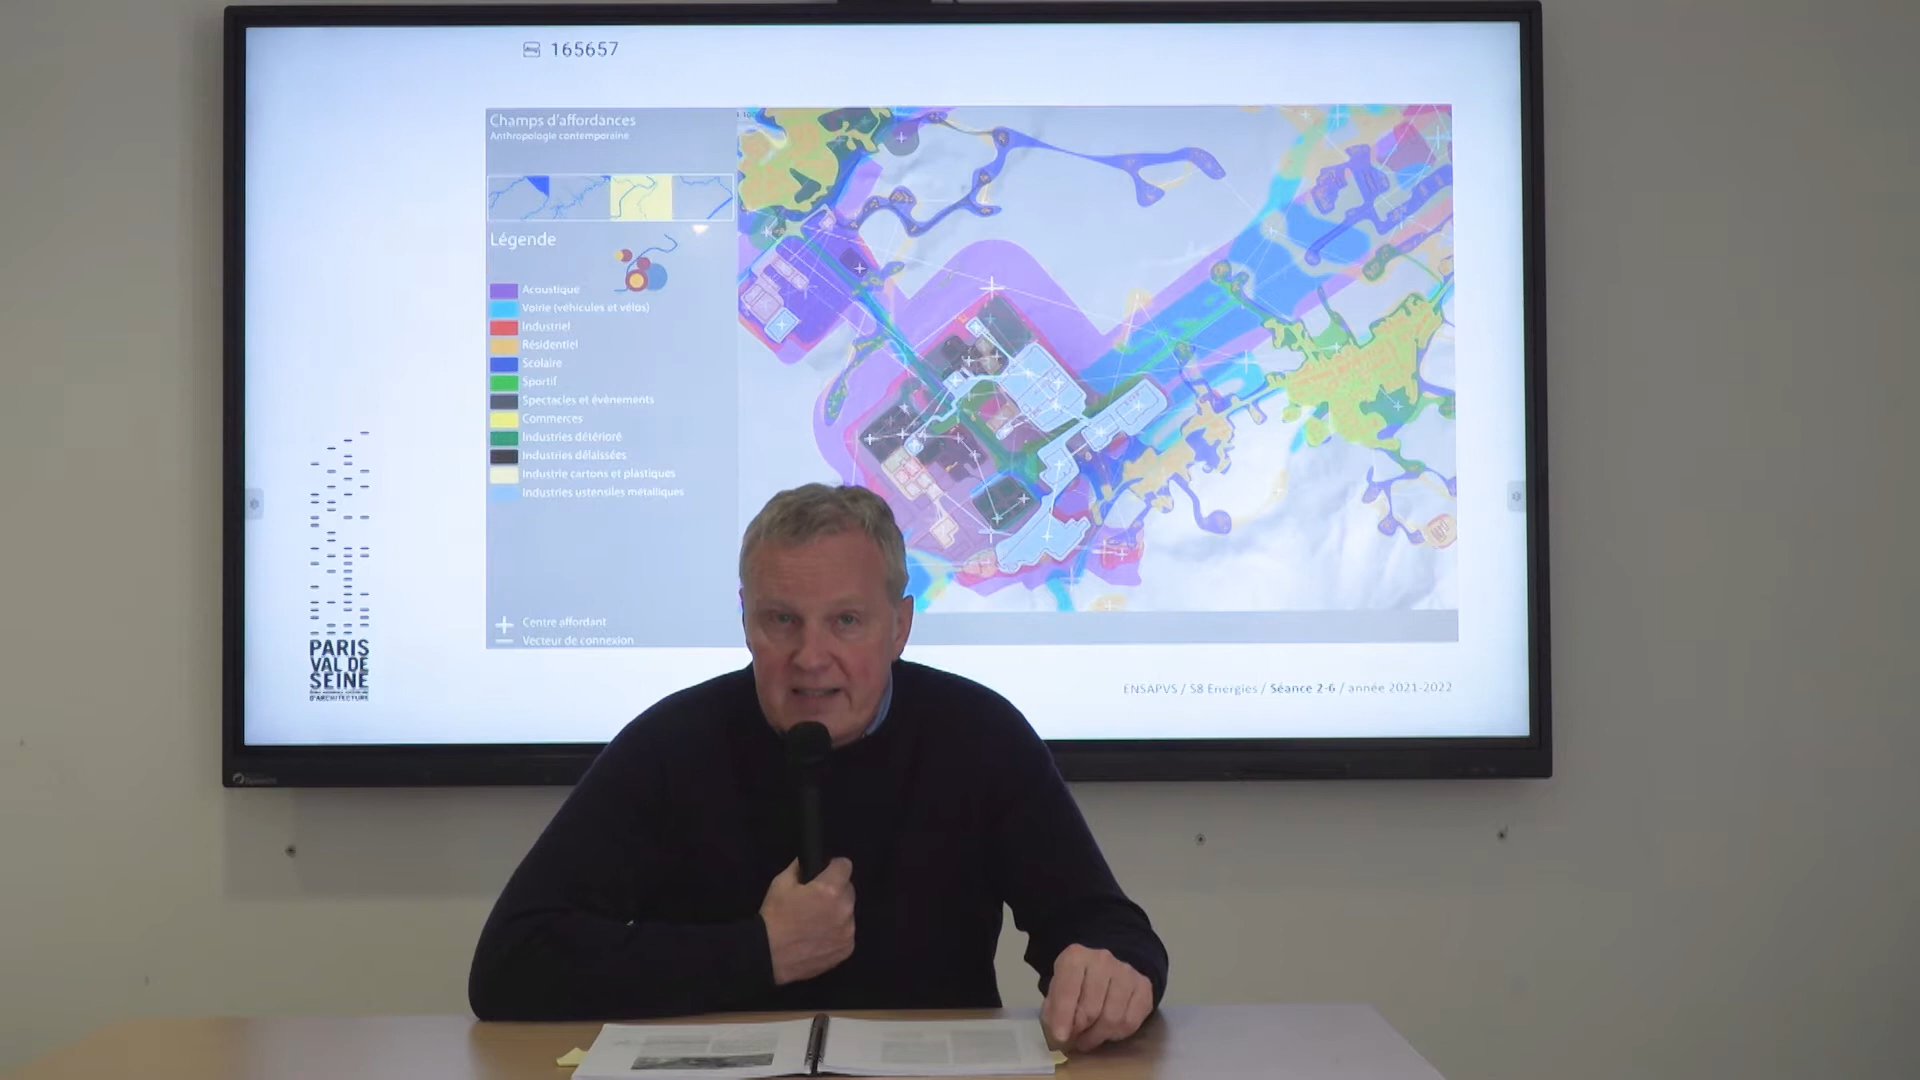 165657
Champs d'affordances
Anthropologie contemporaine
Légende
Acoustique
Voirie (véhicules et vélos)
Industriel
Résidentiel
Scolaire
Sportif
Spectacles et évènements
Commerces
Industries détérioré
Industries délaissées
Industrie cartons et plastiques
Industries ustensiles métalliques
Centre affordant
Vecteur de connexion
PARIS
VAL DE
SEINE
D'ARCHITECTURE
ENSAPVS / S8 Energies / Séance 2-6 / année 2021-2022